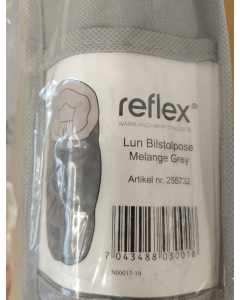 reflex®
WARM AND HAPPY CHILDREN
Lun Bilstolpose
Melange Grey
Artikel nr. 255732
7 043488 030018
N00017-19